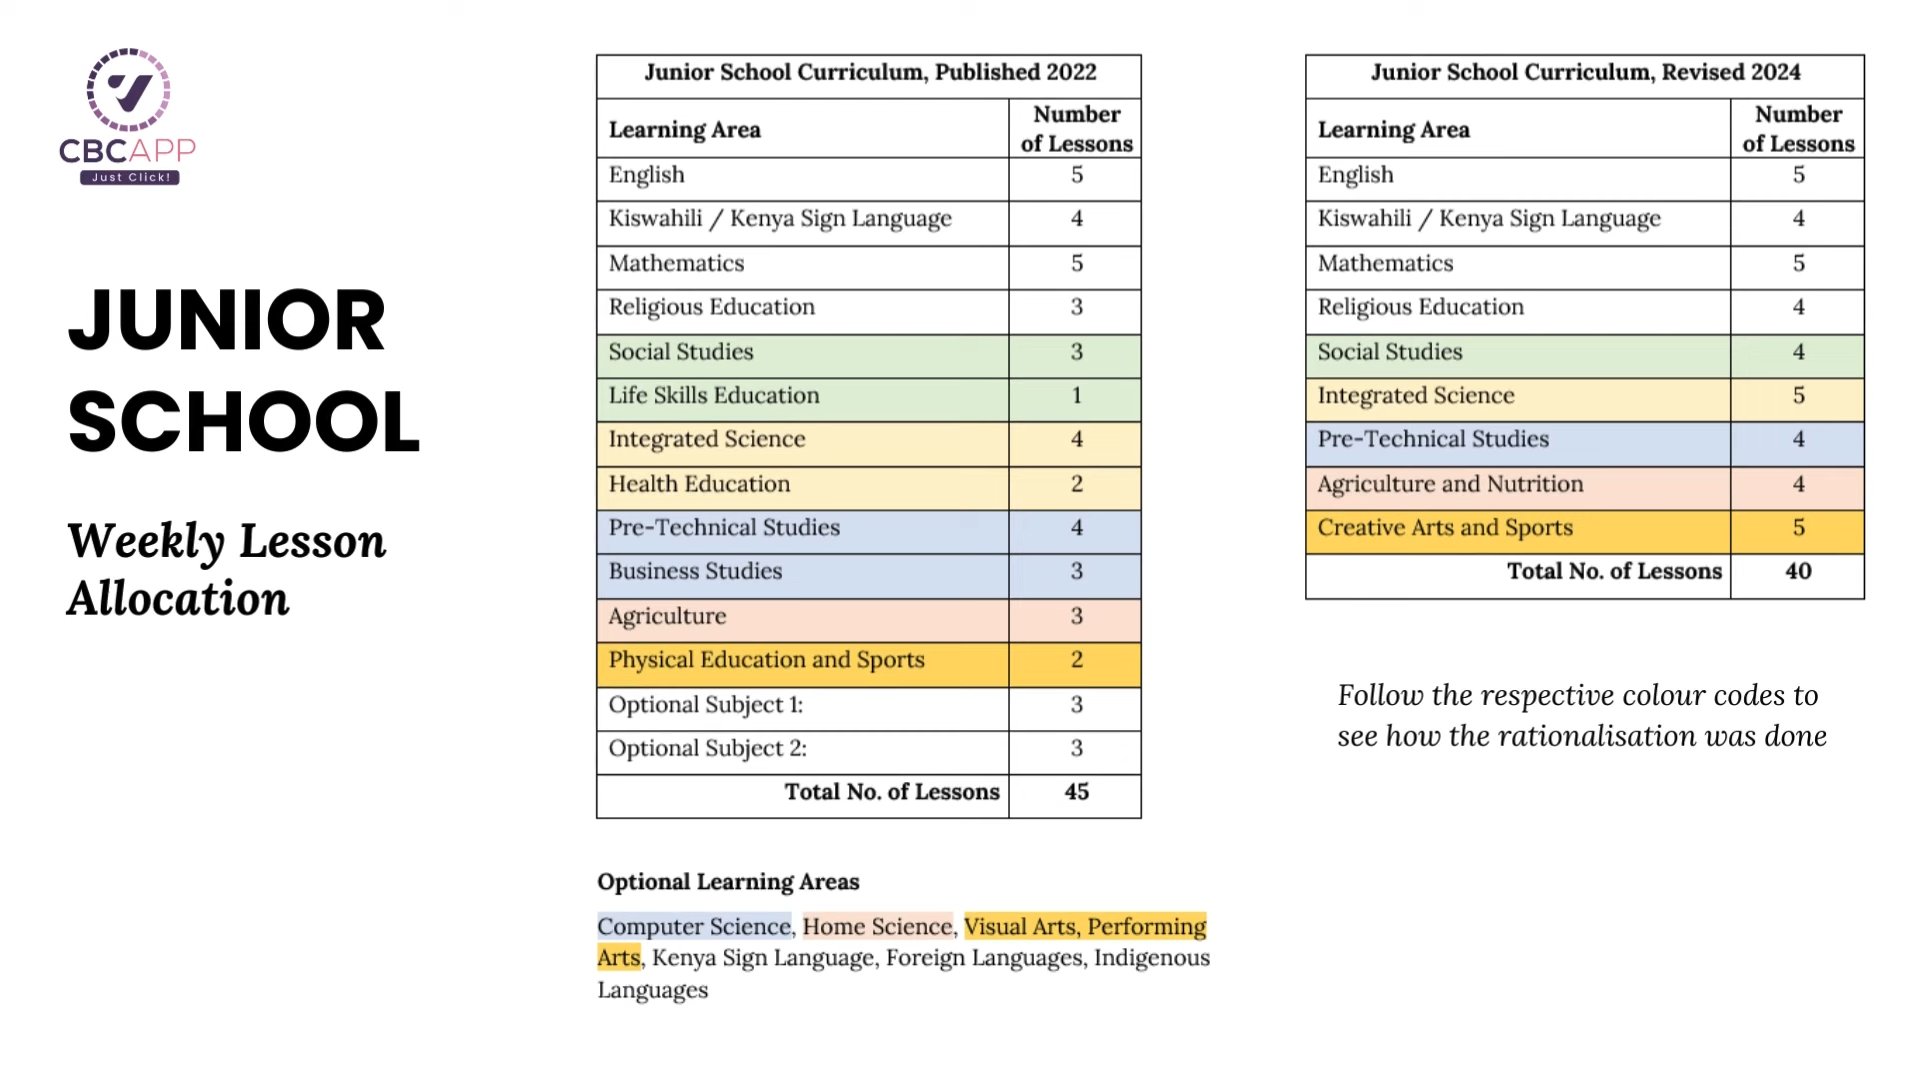 CBCAPP
Just Click!
JUNIOR
SCHOOL
Weekly Lesson
Allocation
Junior School Curriculum, Published 2022
Learning Area Number of Lessons
English 5
Kiswahili / Kenya Sign Language 4
Mathematics 5
Religious Education 3
Social Studies 3
Life Skills Education 1
Integrated Science 4
Health Education 2
Pre-Technical Studies 4
Business Studies 3
Agriculture 3
Physical Education and Sports 2
Optional Subject 1: 3
Optional Subject 2: 3
Total No. of Lessons 45
Optional Learning Areas
Computer Science, Home Science, Visual Arts, Performing
Arts, Kenya Sign Language, Foreign Languages, Indigenous
Languages
Junior School Curriculum, Revised 2024
Learning Area Number of Lessons
English 5
Kiswahili / Kenya Sign Language 4
Mathematics 5
Religious Education 4
Social Studies 4
Integrated Science 5
Pre-Technical Studies 4
Agriculture and Nutrition 4
Creative Arts and Sports 5
Total No. of Lessons 40
Follow the respective colour codes to
see how the rationalisation was done